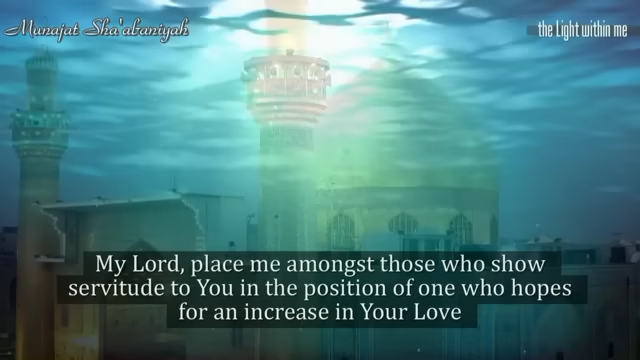 Munajat Sha'abaniyah
the Light within me
My Lord, place me amongst those who show
servitude to You in the position of one who hopes
for an increase in Your Love